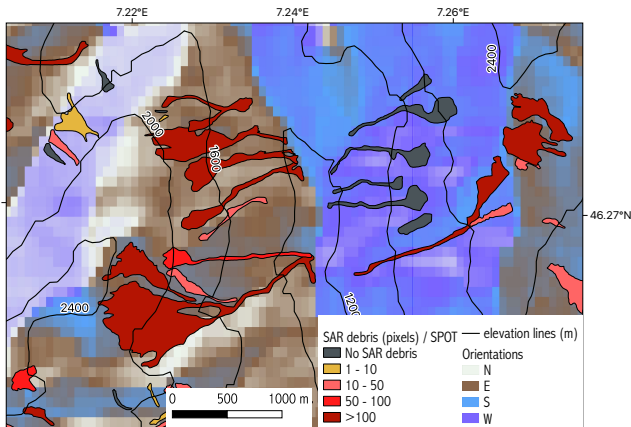 7.22°E 7.24°E 7.26°E
2400
2000
1600
46.27°N
2400
1200
SAR debris (pixels) / SPOT
No SAR debris
1 - 10
10 - 50
50 - 100
>100
elevation lines (m)
Orientations
N
E
S
W
0 500 1000 m